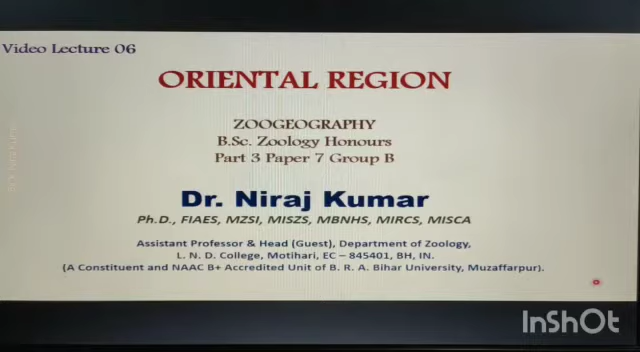 Video Lecture 06
ORIENTAL REGION
ZOOGEOGRAPHY
B.Sc. Zoology Honours
Part 3 Paper 7 Group B
Dr. Niraj Kumar
Ph.D., FIAES, MZSI, MISZS, MBNHS, MIRCS, MISCA
Assistant Professor & Head (Guest), Department of Zoology,
L. N. D. College, Motihari, EC – 845401, BH, IN.
(A Constituent and NAAC B+ Accredited Unit of B. R. A. Bihar University, Muzaffarpur).
InShOt